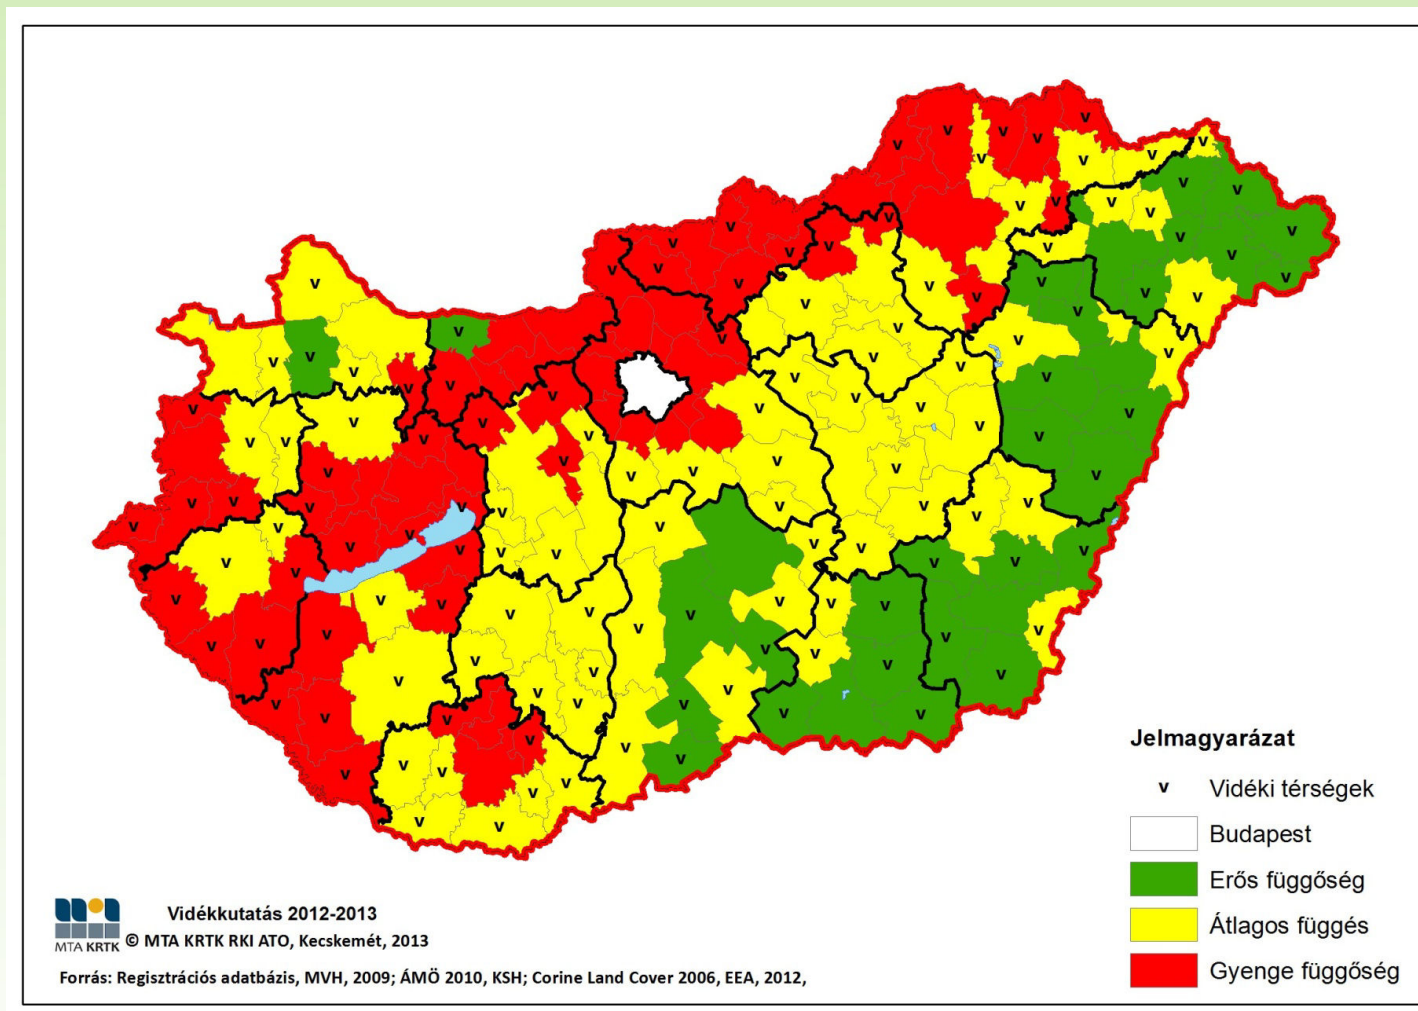 Jelmagyarázat
v Vidéki térségek
Budapest
Erős függőség
Átlagos függés
Gyenge függőség
Vidékkutatás 2012-2013
MTA KRTK © MTA KRTK RKI ATO, Kecskemét, 2013
Forrás: Regisztrációs adatbázis, MVH, 2009; ÁMÖ 2010, KSH; Corine Land Cover 2006, EEA, 2012,